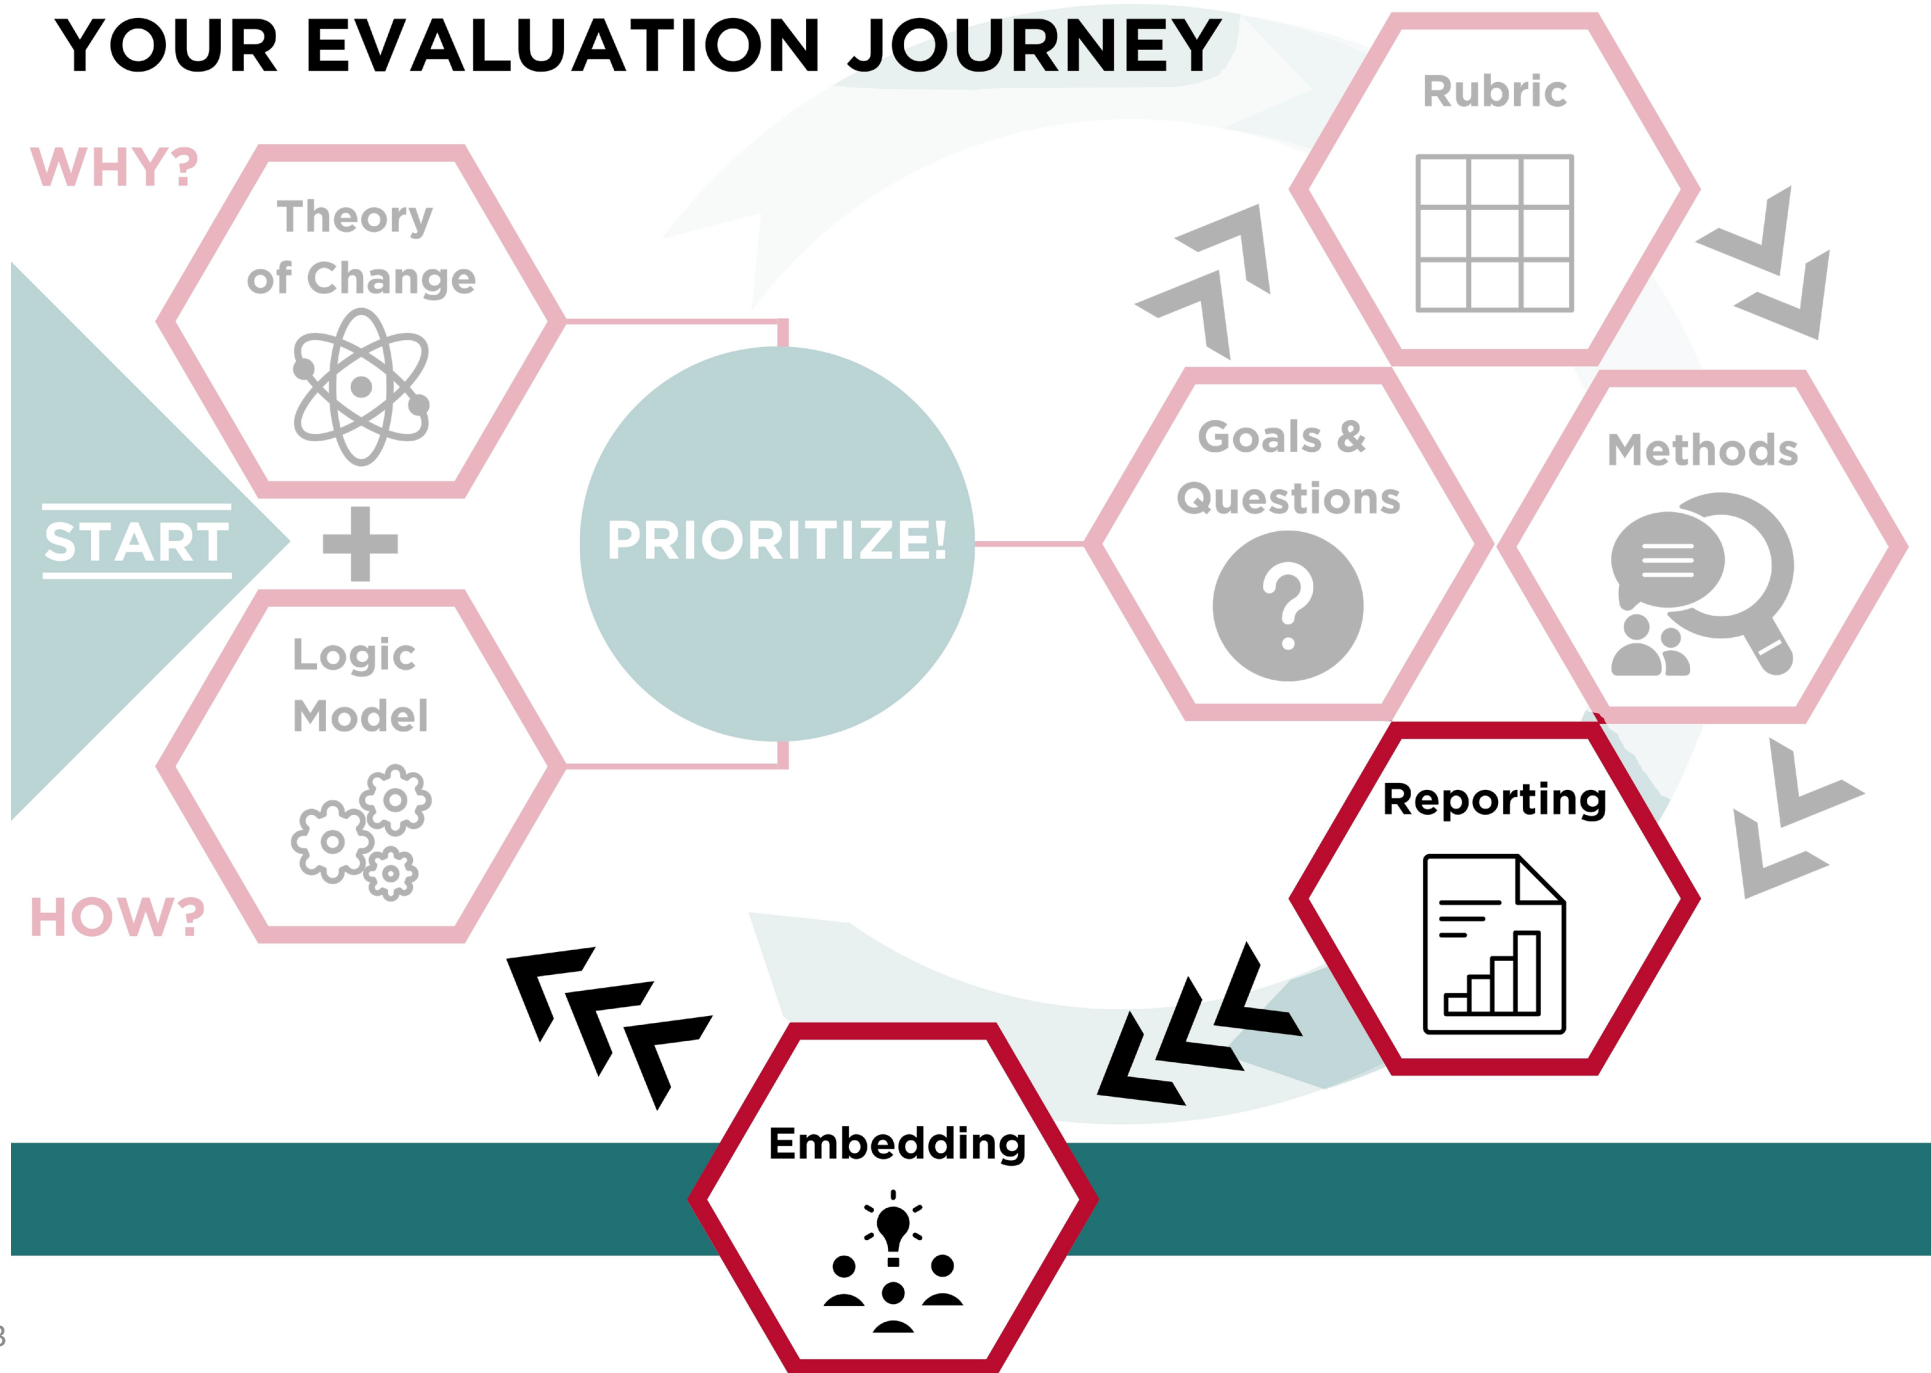 YOUR EVALUATION JOURNEY
WHY?
Theory
of Change
START
Logic
Model
HOW?
PRIORITIZE!
Goals &
Questions
?
Rubric
Methods
Reporting
Embedding